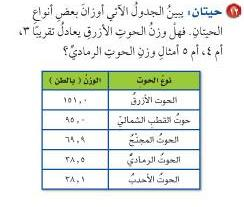 ١٢ حيتان: يبينُ الجدولُ الآتي أوزانَ بعضِ أنواعِ
الحيتانِ. فهلْ وزنُ الحوتِ الأزرقِ يعادلُ تقريبًا ٣،
أم ٤، أم ٥ أمثالِ وزنِ الحوتِ الرماديِّ؟
نوعُ الحوتِ الوزنُ (بالطن)
الحوت الأزرقُ ١٥١,٠
حوتُ القطبِ الشماليِّ ٩٥,٠
الحوت المجنَّحُ ٦٩,٩
الحوت الرماديُّ ٣٨,٥
الحوت الأحدبُ ٣٨,١